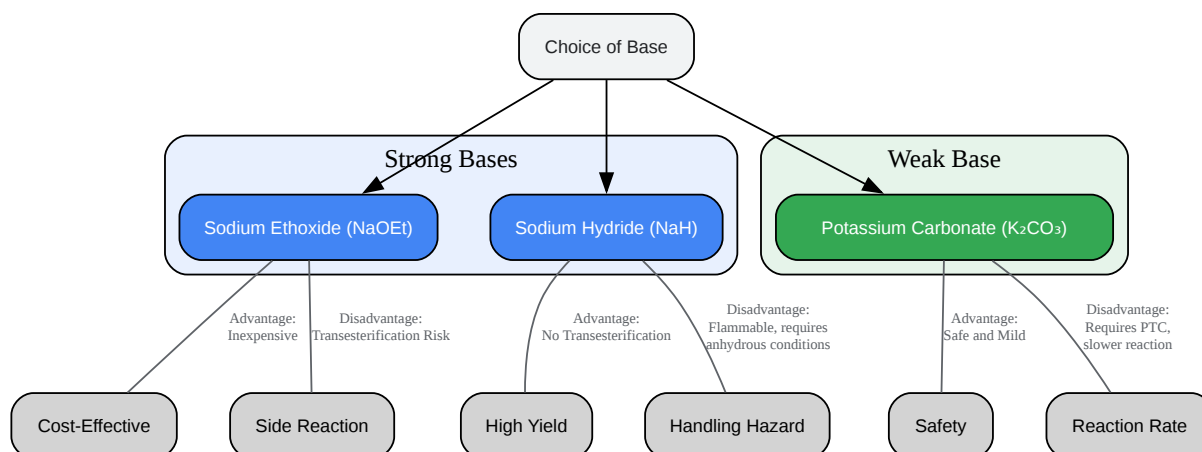 Choice of Base
Strong Bases
Weak Base
Sodium Ethoxide (NaOEt)
Sodium Hydride (NaH)
Potassium Carbonate (K₂CO₃)
Advantage:
Inexpensive
Disadvantage:
Transesterification Risk
Advantage:
No Transesterification
Disadvantage:
Flammable, requires
anhydrous conditions
Advantage:
Safe and Mild
Disadvantage:
Requires PTC,
slower reaction
Cost-Effective
Side Reaction
High Yield
Handling Hazard
Safety
Reaction Rate